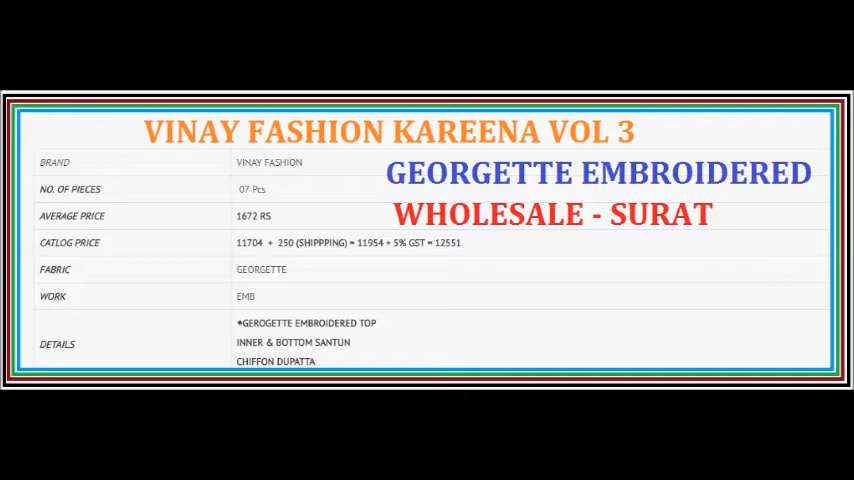 VINAY FASHION KAREENA VOL 3
BRAND VINAY FASHION
GEORGETTE EMBROIDERED
NO. OF PIECES 07 Pcs
AVERAGE PRICE 1672 RS
WHOLESALE - SURAT
CATLOG PRICE 11704 + 250 (SHIPPPING) = 11954 + 5% GST = 12551
FABRIC GEORGETTE
WORK EMB
DETAILS
◆GEROGETTE EMBROIDERED TOP
INNER & BOTTOM SANTUN
CHIFFON DUPATTA